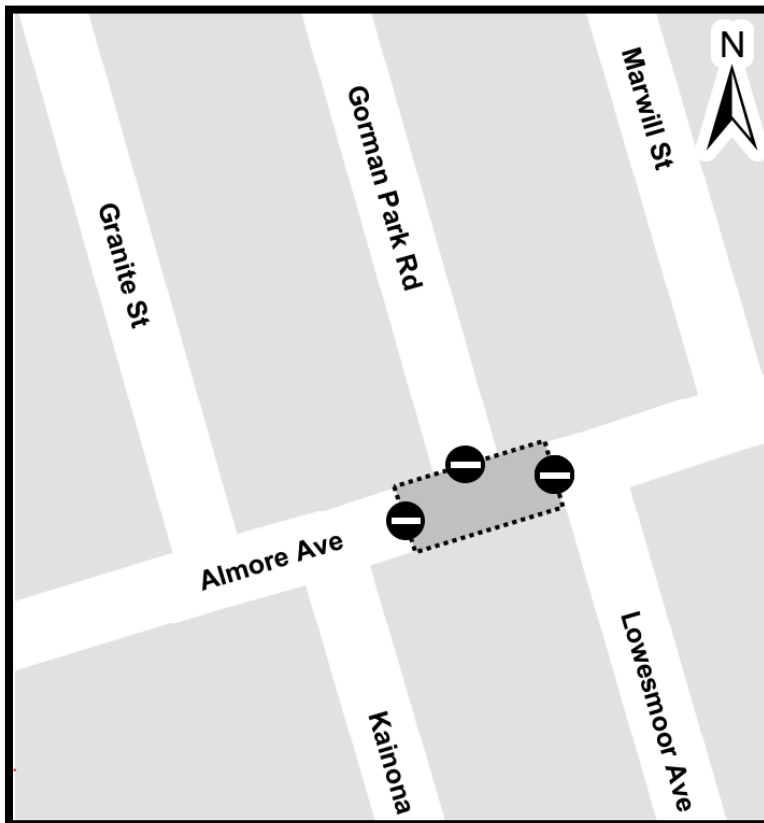 N
Marwill St
Gorman Park Rd
Granite St
Almore Ave
Lowesmoor Ave
Kainona